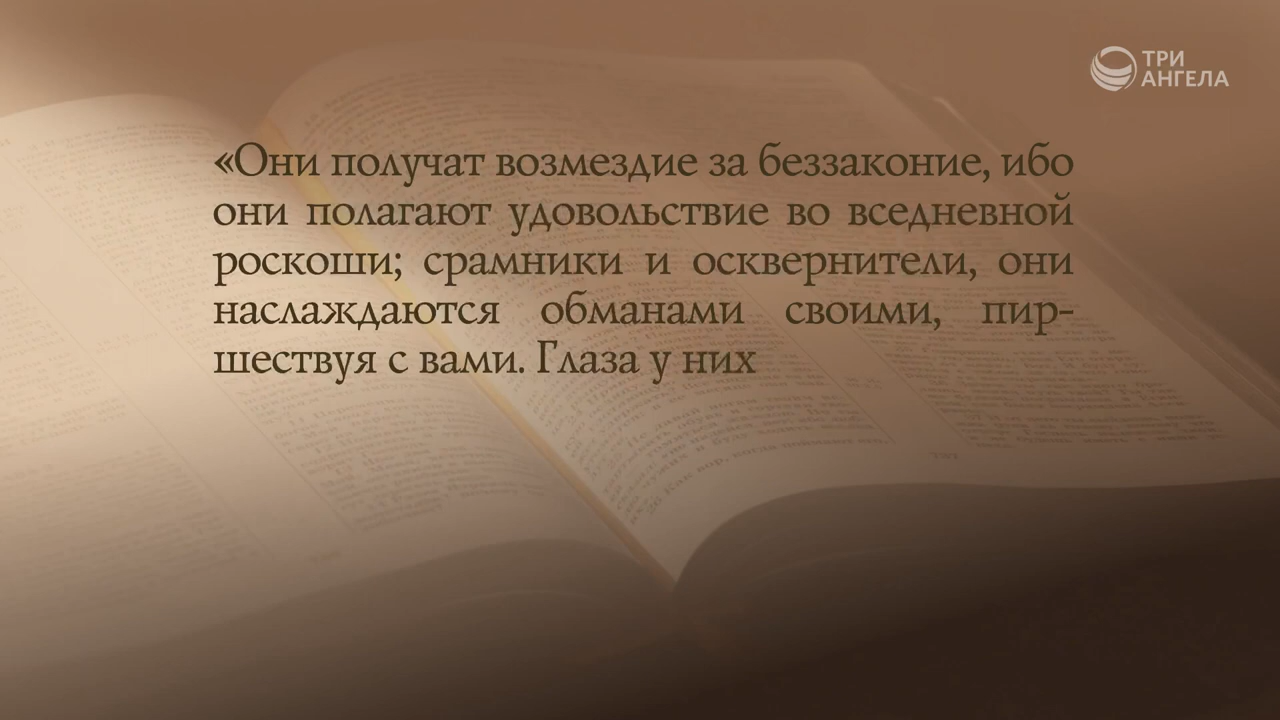 ТРИ
АНГЕЛА
«Они получат возмездие за беззаконие, ибо
они полагают удовольствие во вседневной
роскоши; срамники и осквернители, они
наслаждаются обманами своими, пир-
шествуя с вами. Глаза у них